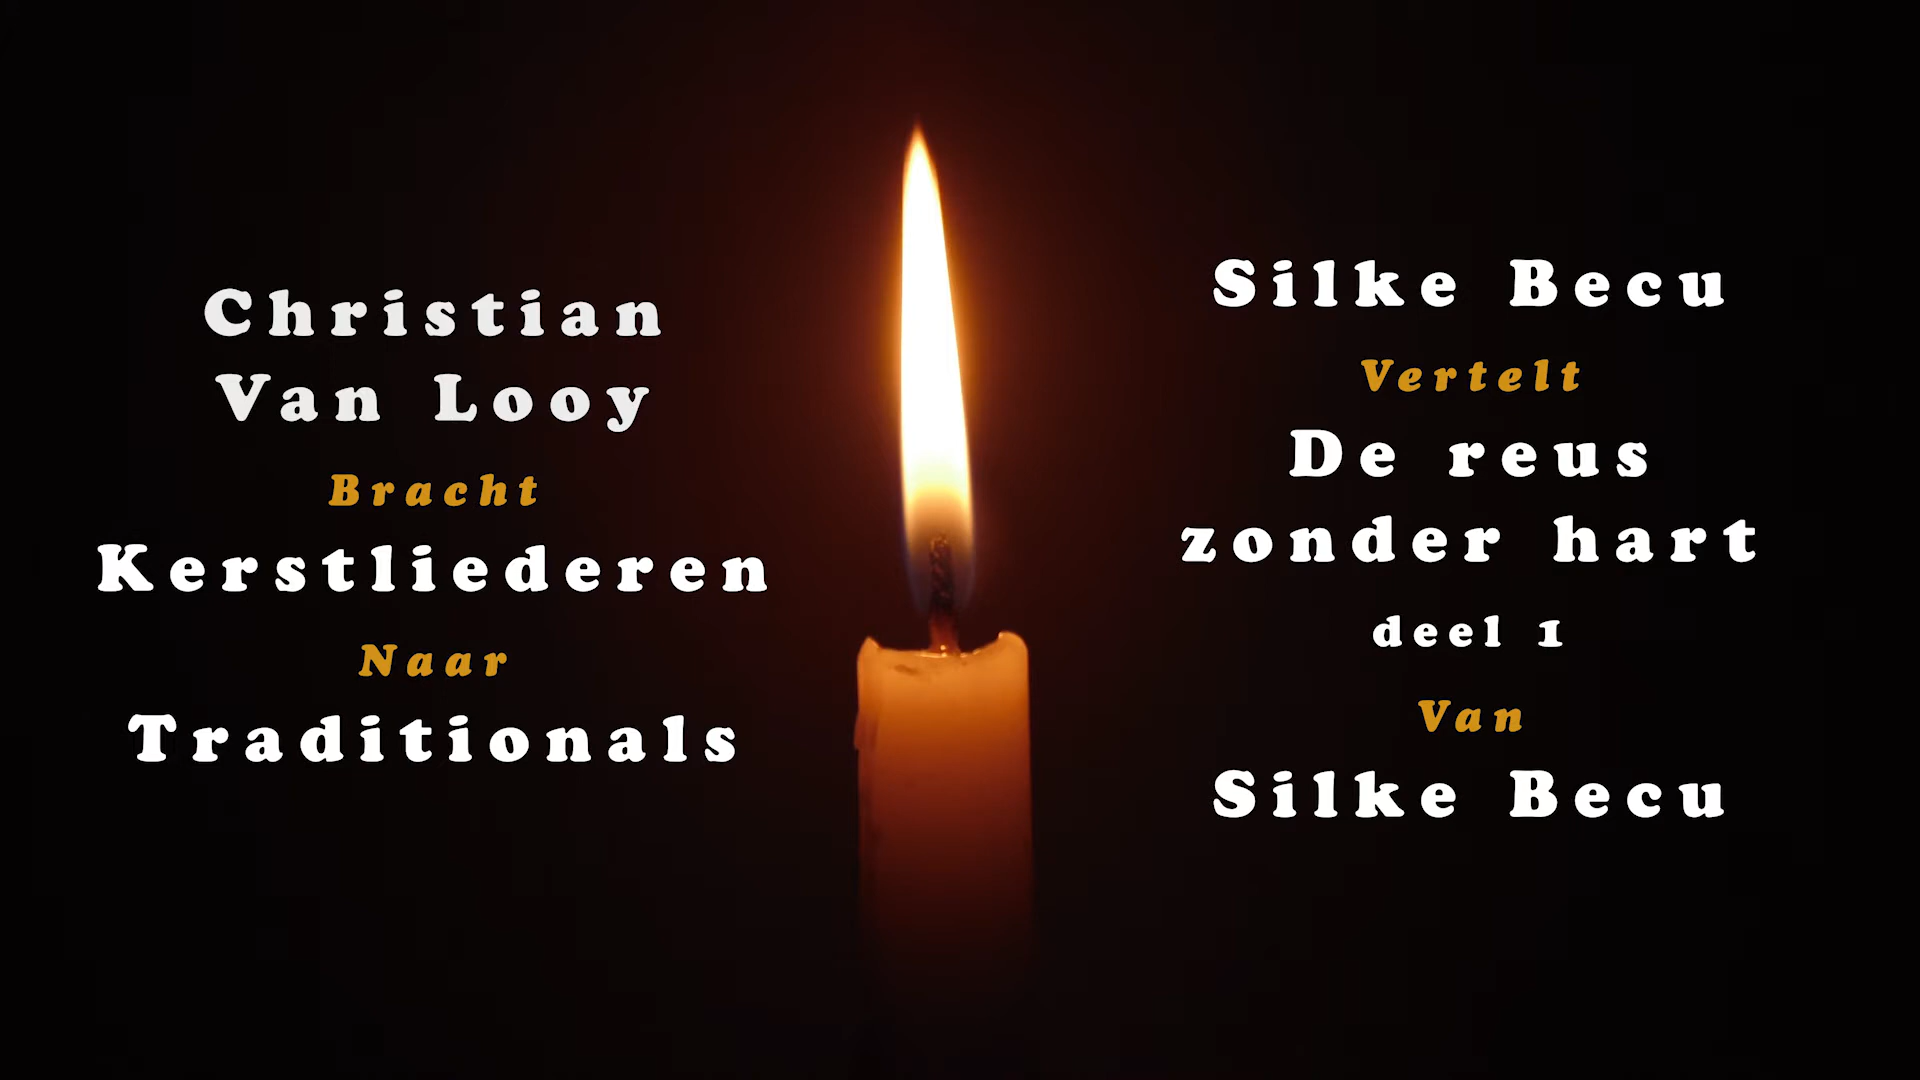 Christian
Van Looy
Bracht
Kerstliederen
Naar
Traditionals
Silke Becu
Vertelt
De reus
zonder hart
deel 1
Van
Silke Becu